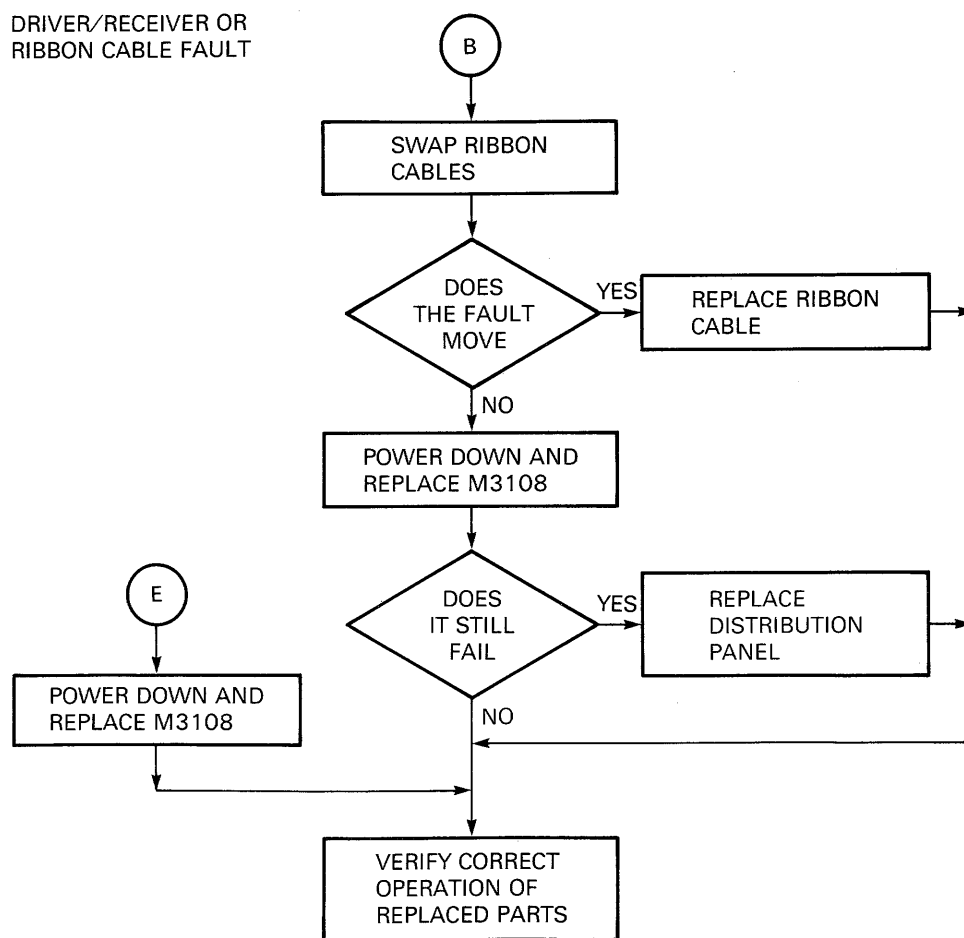 DRIVER/RECEIVER OR
RIBBON CABLE FAULT
B
SWAP RIBBON
CABLES
DOES
THE FAULT
MOVE
YES
REPLACE RIBBON
CABLE
NO
POWER DOWN AND
REPLACE M3108
DOES
IT STILL
FAIL
YES
REPLACE
DISTRIBUTION
PANEL
NO
E
POWER DOWN AND
REPLACE M3108
VERIFY CORRECT
OPERATION OF
REPLACED PARTS